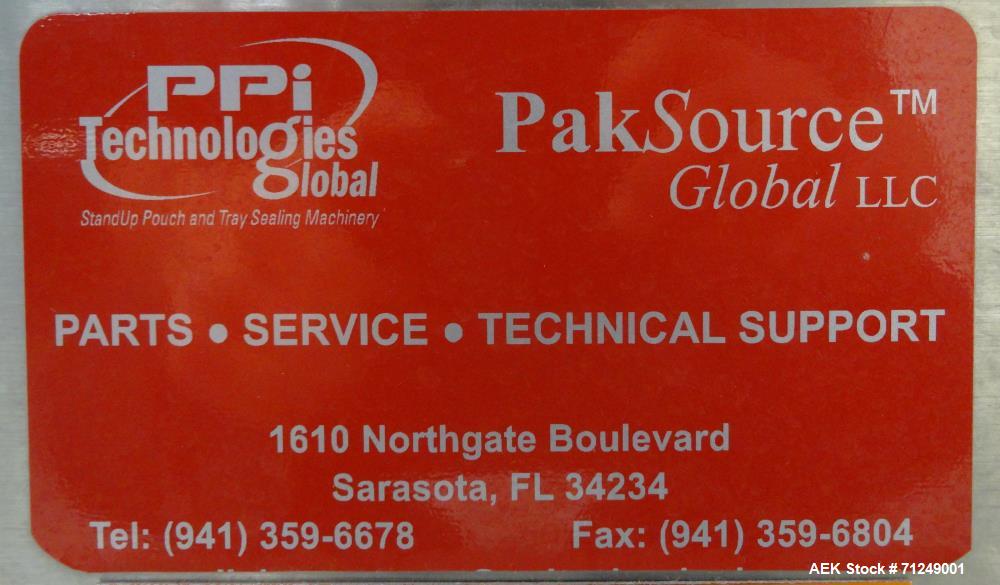 PPi
Technologies
Global
StandUp Pouch and Tray Sealing Machinery
PakSource™
Global LLC
PARTS • SERVICE • TECHNICAL SUPPORT
1610 Northgate Boulevard
Sarasota, FL 34234
Tel: (941) 359-6678 Fax: (941) 359-6804
AEK Stock #71249001